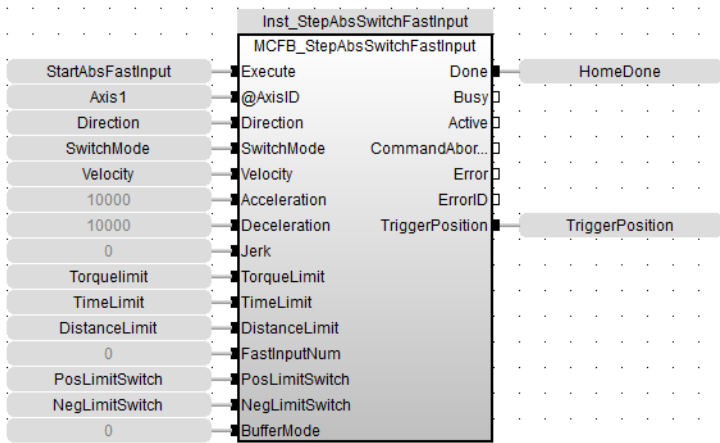 Inst_StepAbsSwitchFastInput
MCFB_StepAbsSwitchFastInput
StartAbsFastInput Execute Done HomeDone
Axis1 @AxisID Busy
Direction Direction Active
SwitchMode SwitchMode CommandAbor...
Velocity Velocity Error
10000 Acceleration ErrorID
10000 Deceleration TriggerPosition TriggerPosition
0 Jerk
Torquelimit TorqueLimit
TimeLimit TimeLimit
DistanceLimit DistanceLimit
0 FastInputNum
PosLimitSwitch PosLimitSwitch
NegLimitSwitch NegLimitSwitch
0 BufferMode